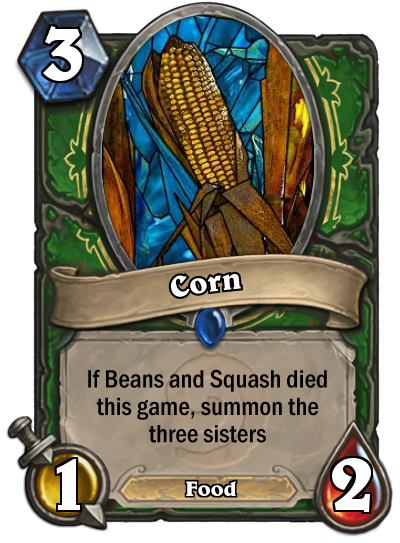 3
Corn
If Beans and Squash died
this game, summon the
three sisters
1
Food
2